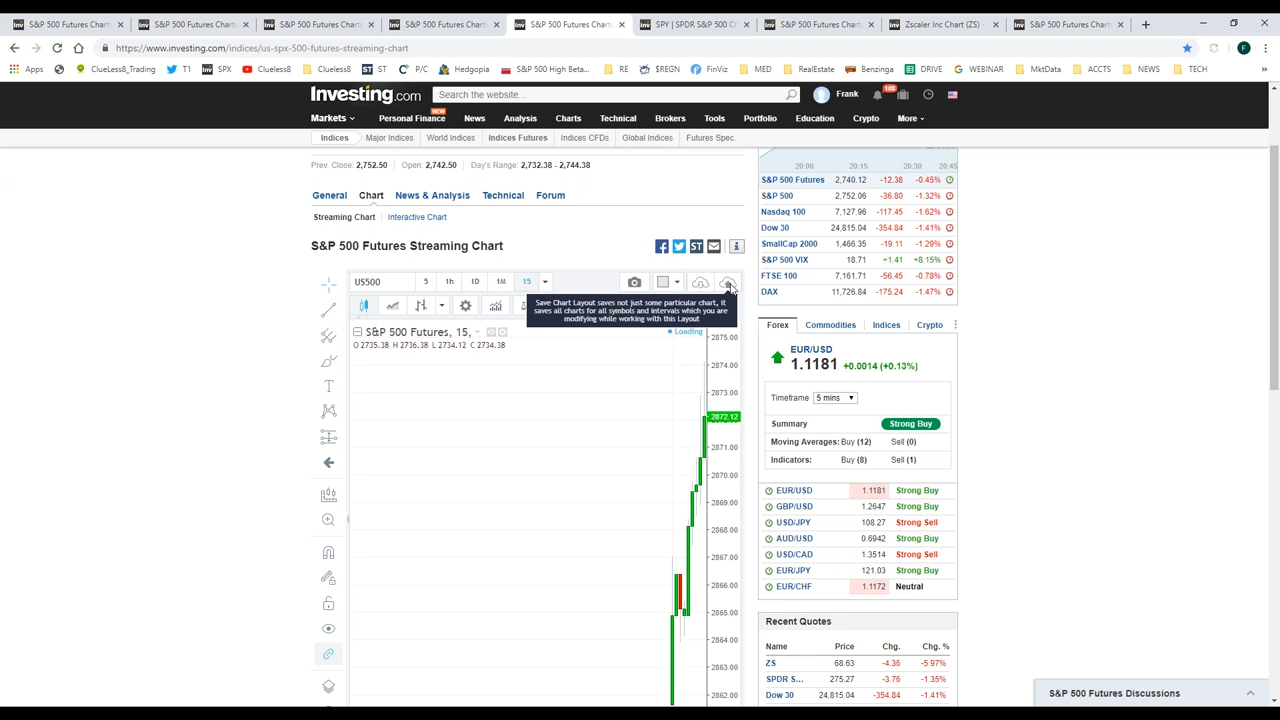 S&P 500 Futures Chart S&P 500 Futures Chart S&P 500 Futures Chart S&P 500 Futures Chart S&P 500 Futures Chart SPY | SPDR S&P 500 Ch S&P 500 Futures Chart Zscaler Inc Chart (ZS) - S&P 500 Futures Chart
https://www.investing.com/indices/us-spx-500-futures-streaming-chart F
Apps ClueLess8_Trading T1 SPX Clueless8 Clueless8 ST P/C Hedgopia S&P 500 High Beta... RE $REGN FinViz MED RealEstate Benzinga DRIVE WEBINAR MktData ACCTS NEWS TECH »
Investing.com Search the website... Frank 108
NEW
Markets Personal Finance News Analysis Charts Technical Brokers Tools Portfolio Education Crypto More
Indices Major Indices World Indices Indices Futures Indices CFDs Global Indices Futures Spec.
Prev. Close: 2,752.50 Open: 2,742.50 Day's Range: 2,732.38 - 2,744.38
General Chart News & Analysis Technical Forum
Streaming Chart Interactive Chart
S&P 500 Futures Streaming Chart ST i
US500 5 1h 1D 1M 15
Save Chart Layout saves not just some particular chart, it
saves all charts for all symbols and intervals which you are
modifying while working with this Layout
S&P 500 Futures, 15, Loading
O 2735.38 H 2736.38 L 2734.12 C 2734.38
T
2875.00
2874.00
2873.00
2872.12
2871.00
2870.00
2869.00
2868.00
2867.00
2866.00
2865.00
2864.00
2863.00
2862.00
20:00 20:15 20:30 20:45
S&P 500 Futures 2,740.12 -12.38 -0.45%
S&P 500 2,752.06 -36.80 -1.32%
Nasdaq 100 7,127.96 -117.45 -1.62%
Dow 30 24,815.04 -354.84 -1.41%
SmallCap 2000 1,466.35 -19.11 -1.29%
S&P 500 VIX 18.71 +1.41 +8.15%
FTSE 100 7,161.71 -56.45 -0.78%
DAX 11,726.84 -175.24 -1.47%
Forex Commodities Indices Crypto
EUR/USD
1.1181 +0.0014 (+0.13%)
Timeframe 5 mins
Summary Strong Buy
Moving Averages: Buy (12) Sell (0)
Indicators: Buy (8) Sell (1)
EUR/USD 1.1181 Strong Buy
GBP/USD 1.2647 Strong Buy
USD/JPY 108.27 Strong Sell
AUD/USD 0.6942 Strong Buy
USD/CAD 1.3514 Strong Sell
EUR/JPY 121.03 Strong Buy
EUR/CHF 1.1172 Neutral
Recent Quotes
Name Price Chg. Chg. %
ZS 68.63 -4.36 -5.97%
SPDR S... 275.27 -3.76 -1.35%
Dow 30 24,815.04 -354.84 -1.41%
S&P 500 Futures Discussions